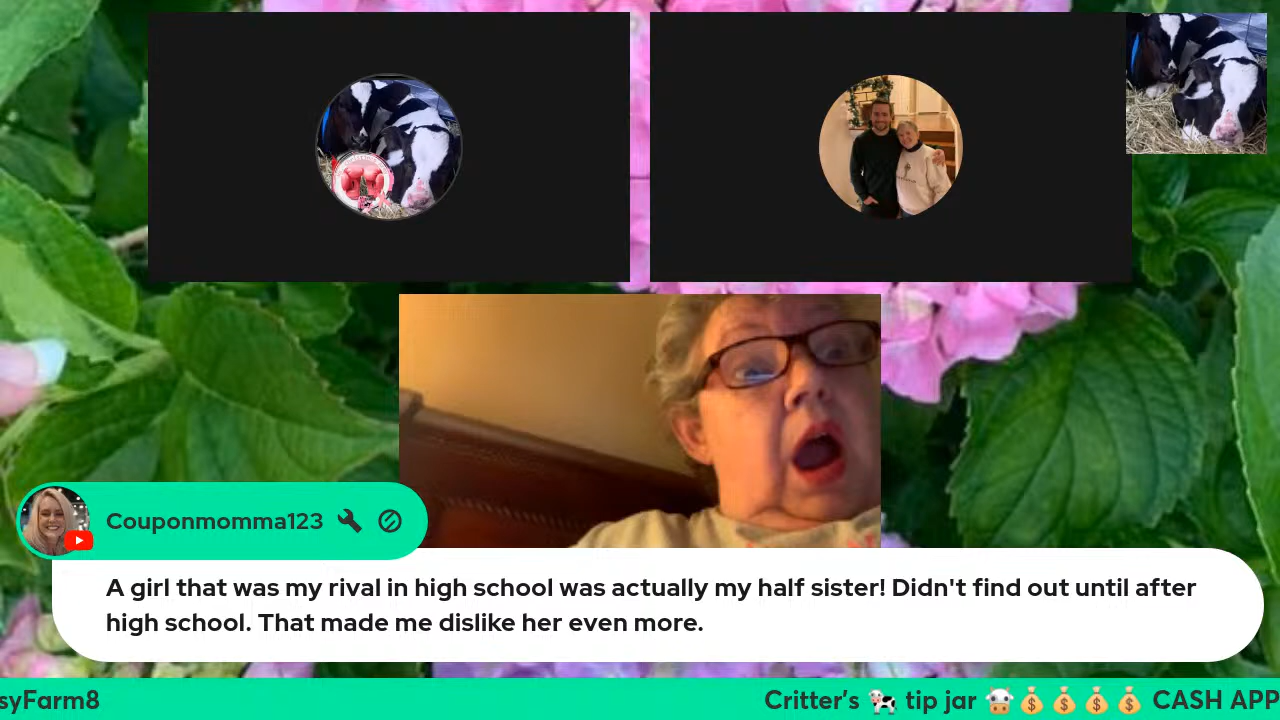 Couponmomma123
A girl that was my rival in high school was actually my half sister! Didn't find out until after
high school. That made me dislike her even more.
syFarm8
Critter's 🐄 tip jar 🐮💰💰💰💰 CASH APP